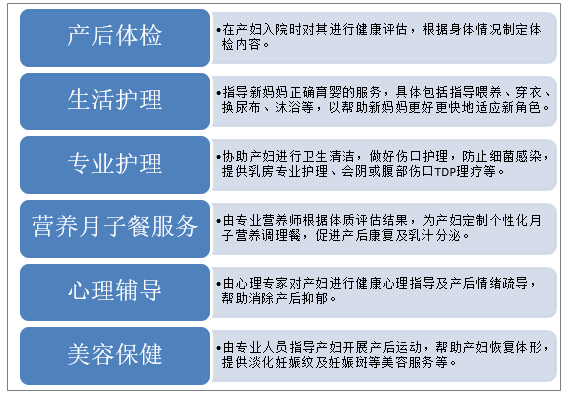 产后体检
•在产妇入院时对其进行健康评估，根据身体情况制定体
检内容。
生活护理
•指导新妈妈正确育婴的服务，具体包括指导喂养、穿衣、
换尿布、沐浴等，以帮助新妈妈更好更快地适应新角色。
专业护理
•协助产妇进行卫生清洁，做好伤口护理，防止细菌感染，
提供乳房专业护理、会阴或腹部伤口TDP理疗等。
营养月子餐服务
•由专业营养师根据体质评估结果，为产妇定制个性化月
子营养调理餐，促进产后康复及乳汁分泌。
心理辅导
•由心理专家对产妇进行健康心理指导及产后情绪疏导，
帮助消除产后抑郁。
美容保健
•由专业人员指导产妇开展产后运动，帮助产妇恢复体形，
提供淡化妊娠纹及妊娠斑等美容服务等。